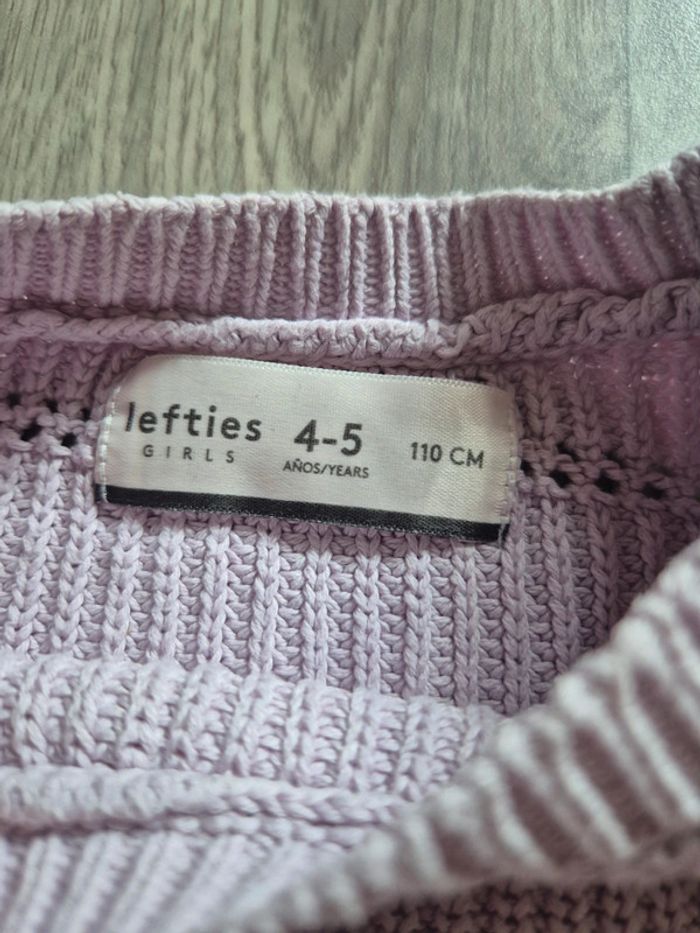 lefties
GIRLS
4-5
AÑOS/YEARS
110 CM